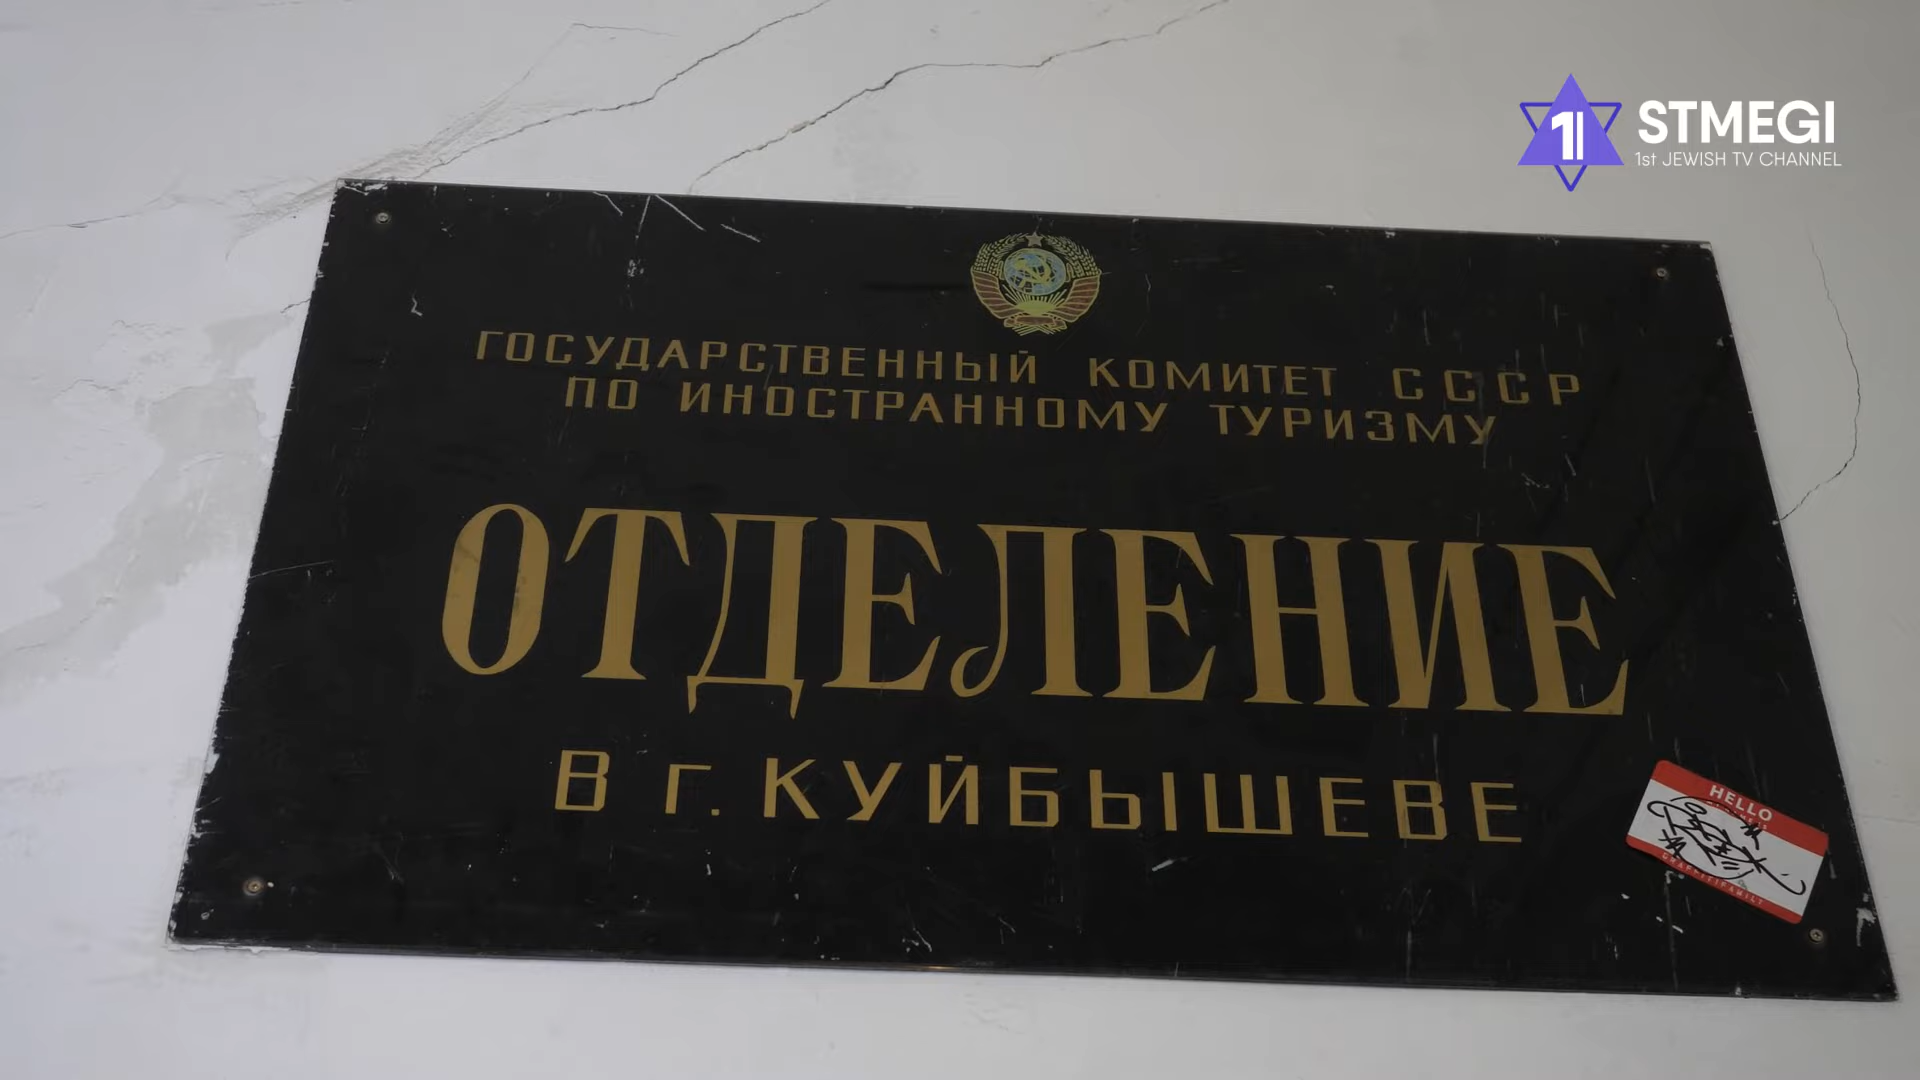 STMEGI
1st JEWISH TV CHANNEL
ГОСУДАРСТВЕННЫЙ КОМИТЕТ СССР
ПО ИНОСТРАННОМУ ТУРИЗМУ
ОТДЕЛЕНИЕ
В г. КУЙБЫШЕВЕ
HELLO